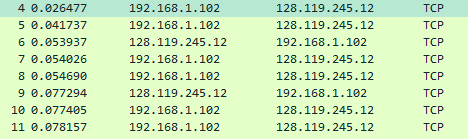 4 0.026477 192.168.1.102 128.119.245.12 TCP
5 0.041737 192.168.1.102 128.119.245.12 TCP
6 0.053937 128.119.245.12 192.168.1.102 TCP
7 0.054026 192.168.1.102 128.119.245.12 TCP
8 0.054690 192.168.1.102 128.119.245.12 TCP
9 0.077294 128.119.245.12 192.168.1.102 TCP
10 0.077405 192.168.1.102 128.119.245.12 TCP
11 0.078157 192.168.1.102 128.119.245.12 TCP